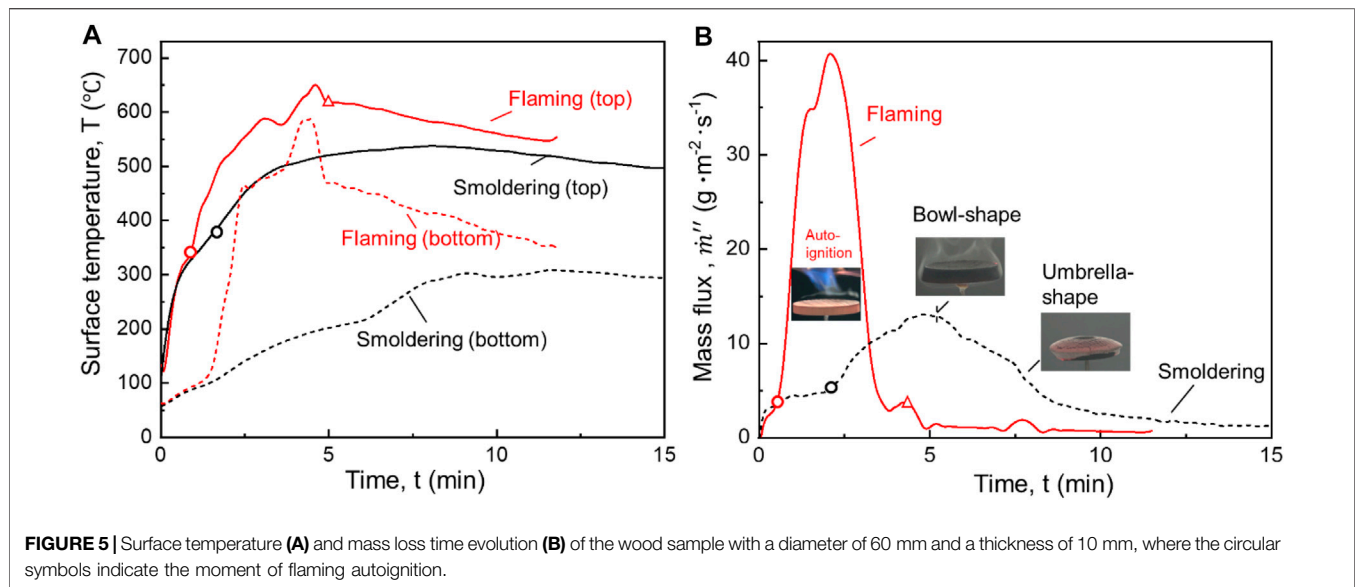 A
Surface temperature, T (°C)
700
600
500
400
300
200
100
0
Flaming (top)
Smoldering (top)
Flaming (bottom)
Smoldering (bottom)
0
5
10
15
Time, t (min)
B
Mass flux , ṁ″ (g·m⁻²·s⁻¹)
40
30
20
10
0
Flaming
Auto-
ignition
Bowl-shape
Umbrella-
shape
Smoldering
0
5
10
15
Time, t (min)
FIGURE 5 | Surface temperature (A) and mass loss time evolution (B) of the wood sample with a diameter of 60 mm and a thickness of 10 mm, where the circular
symbols indicate the moment of flaming autoignition.